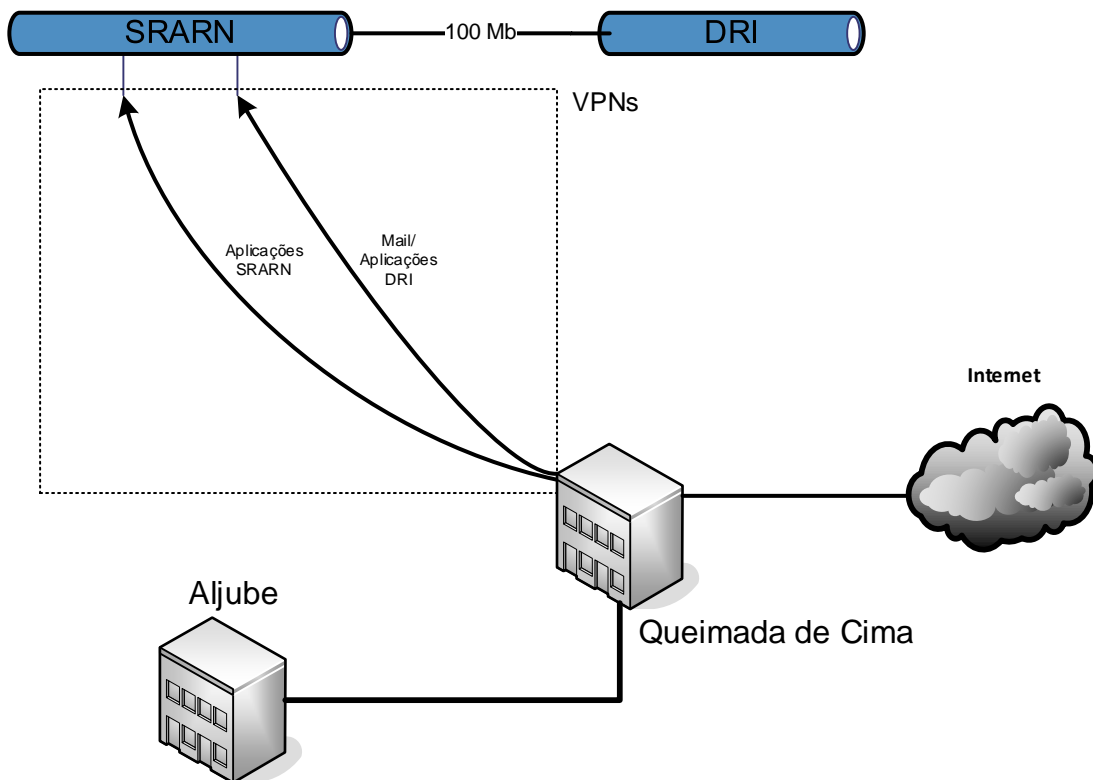 SRARN
100 Mb
DRI
VPNs
Aplicações
SRARN
Mail/
Aplicações
DRI
Internet
Aljube
Queimada de Cima